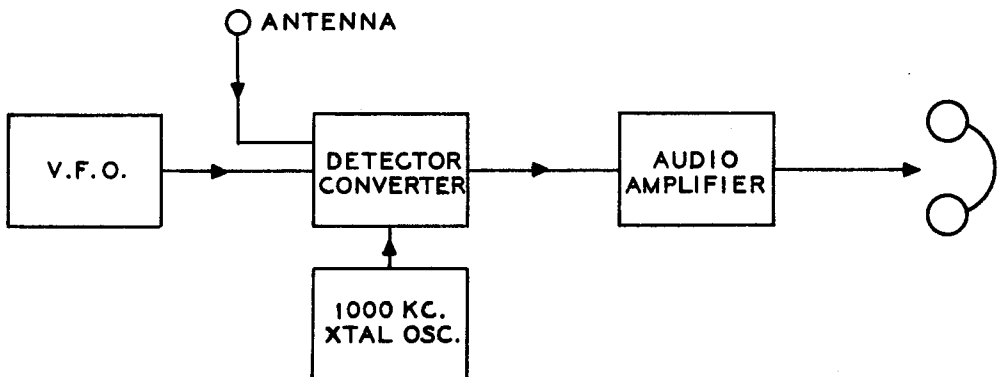 ANTENNA
V.F.O.
DETECTOR
CONVERTER
AUDIO
AMPLIFIER
1000 KC.
XTAL OSC.